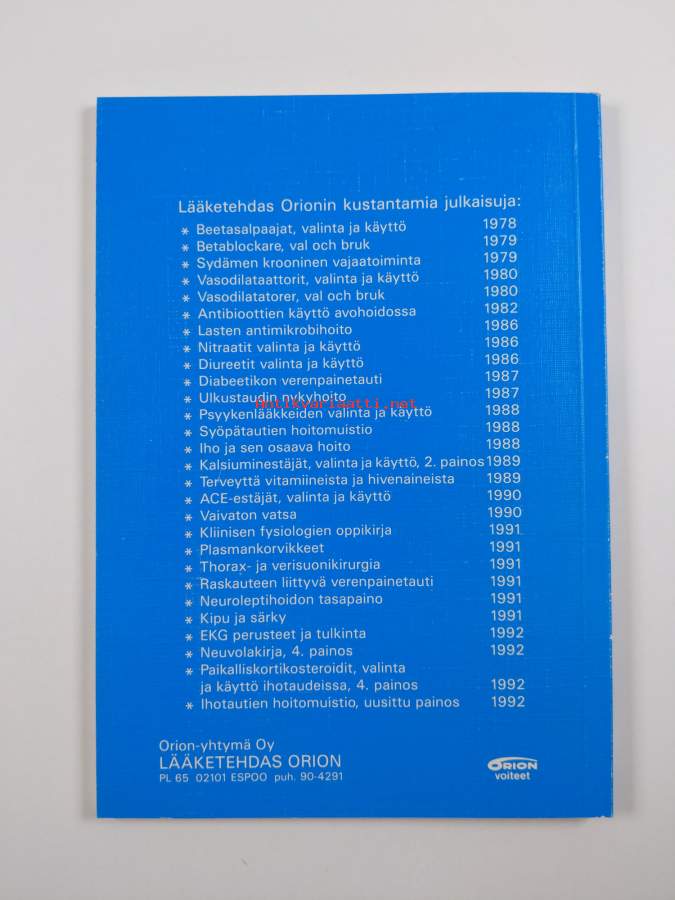 Lääketehdas Orionin kustantamia julkaisuja:
* Beetasalpaajat, valinta ja käyttö 1978
* Betablockare, val och bruk 1979
* Sydämen krooninen vajaatoiminta 1979
* Vasodilataattorit, valinta ja käyttö 1980
* Vasodilatatorer, val och bruk 1980
* Antibioottien käyttö avohoidossa 1982
* Lasten antimikrobihoito 1986
* Nitraatit valinta ja käyttö 1986
* Diureetit valinta ja käyttö 1986
* Diabeetikon verenpainetauti 1987
* Ulkustaudin nykyhoito 1987
Antikvariaatti.net
* Psyykenlääkkeiden valinta ja käyttö 1988
* Syöpätautien hoitomuistio 1988
* Iho ja sen osaava hoito 1988
* Kalsiuminestäjät, valinta ja käyttö, 2. painos 1989
* Terveyttä vitamiineista ja hivenaineista 1989
* ACE-estäjät, valinta ja käyttö 1990
* Vaivaton vatsa 1990
* Kliinisen fysiologien oppikirja 1991
* Plasmankorvikkeet 1991
* Thorax- ja verisuonikirurgia 1991
* Raskauteen liittyvä verenpainetauti 1991
* Neuroleptihoidon tasapaino 1991
* Kipu ja särky 1991
* EKG perusteet ja tulkinta 1992
* Neuvolakirja, 4. painos 1992
* Paikalliskortikosteroidit, valinta
ja käyttö ihotaudeissa, 4. painos 1992
* Ihotautien hoitomuistio, uusittu painos 1992
Orion-yhtymä Oy
LÄÄKETEHDAS ORION
PL 65 02101 ESPOO puh. 90-4291
ORION
voiteet